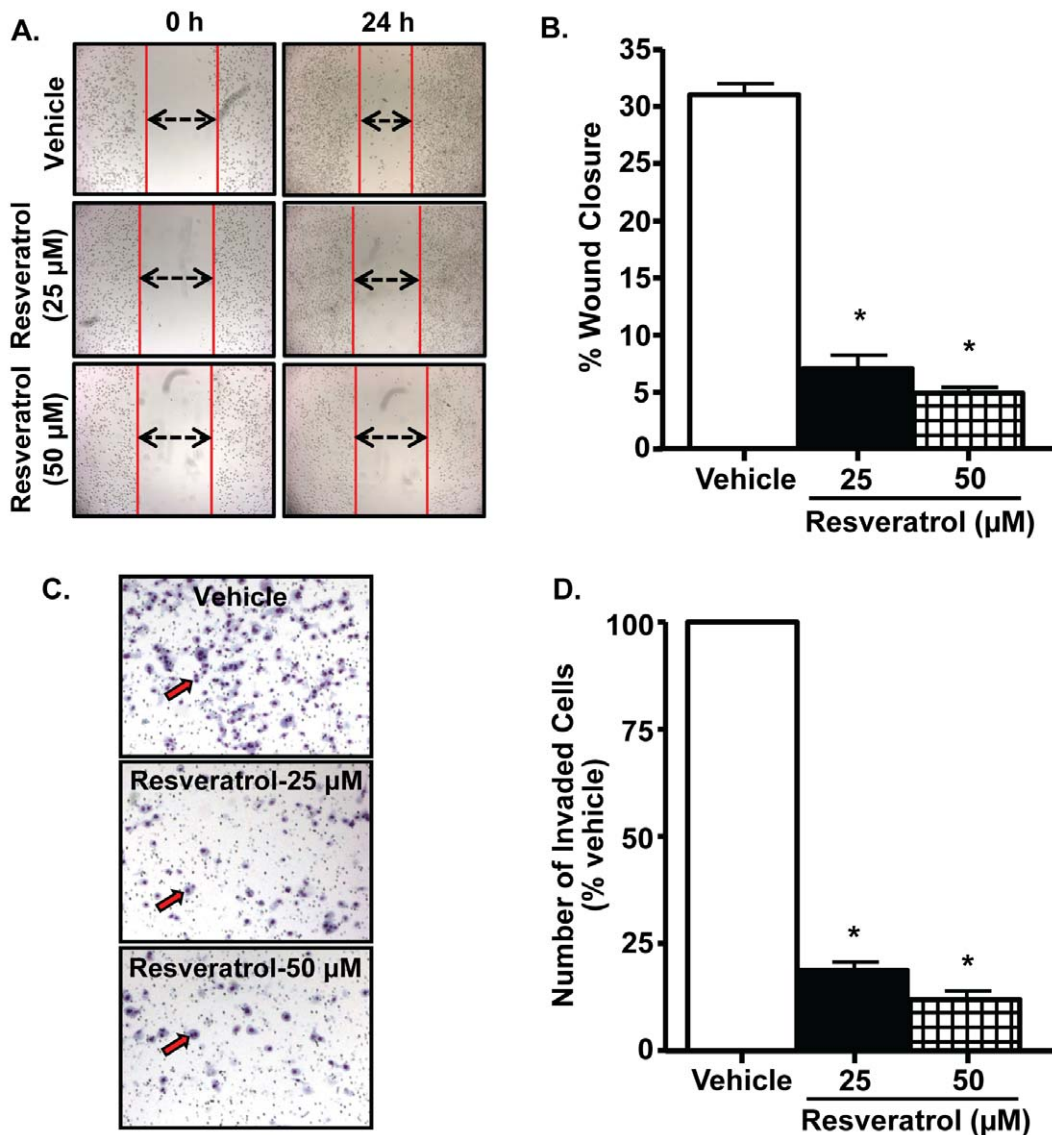 A.
0 h
24 h
Vehicle
Resveratrol
(25 µM)
Resveratrol
(50 µM)
B.
% Wound Closure
35
30
25
20
15
10
5
0
*
*
Vehicle
25
50
Resveratrol (µM)
C.
Vehicle
Resveratrol-25 µM
Resveratrol-50 µM
D.
Number of Invaded Cells
(% vehicle)
100
75
50
25
0
*
*
Vehicle
25
50
Resveratrol (µM)